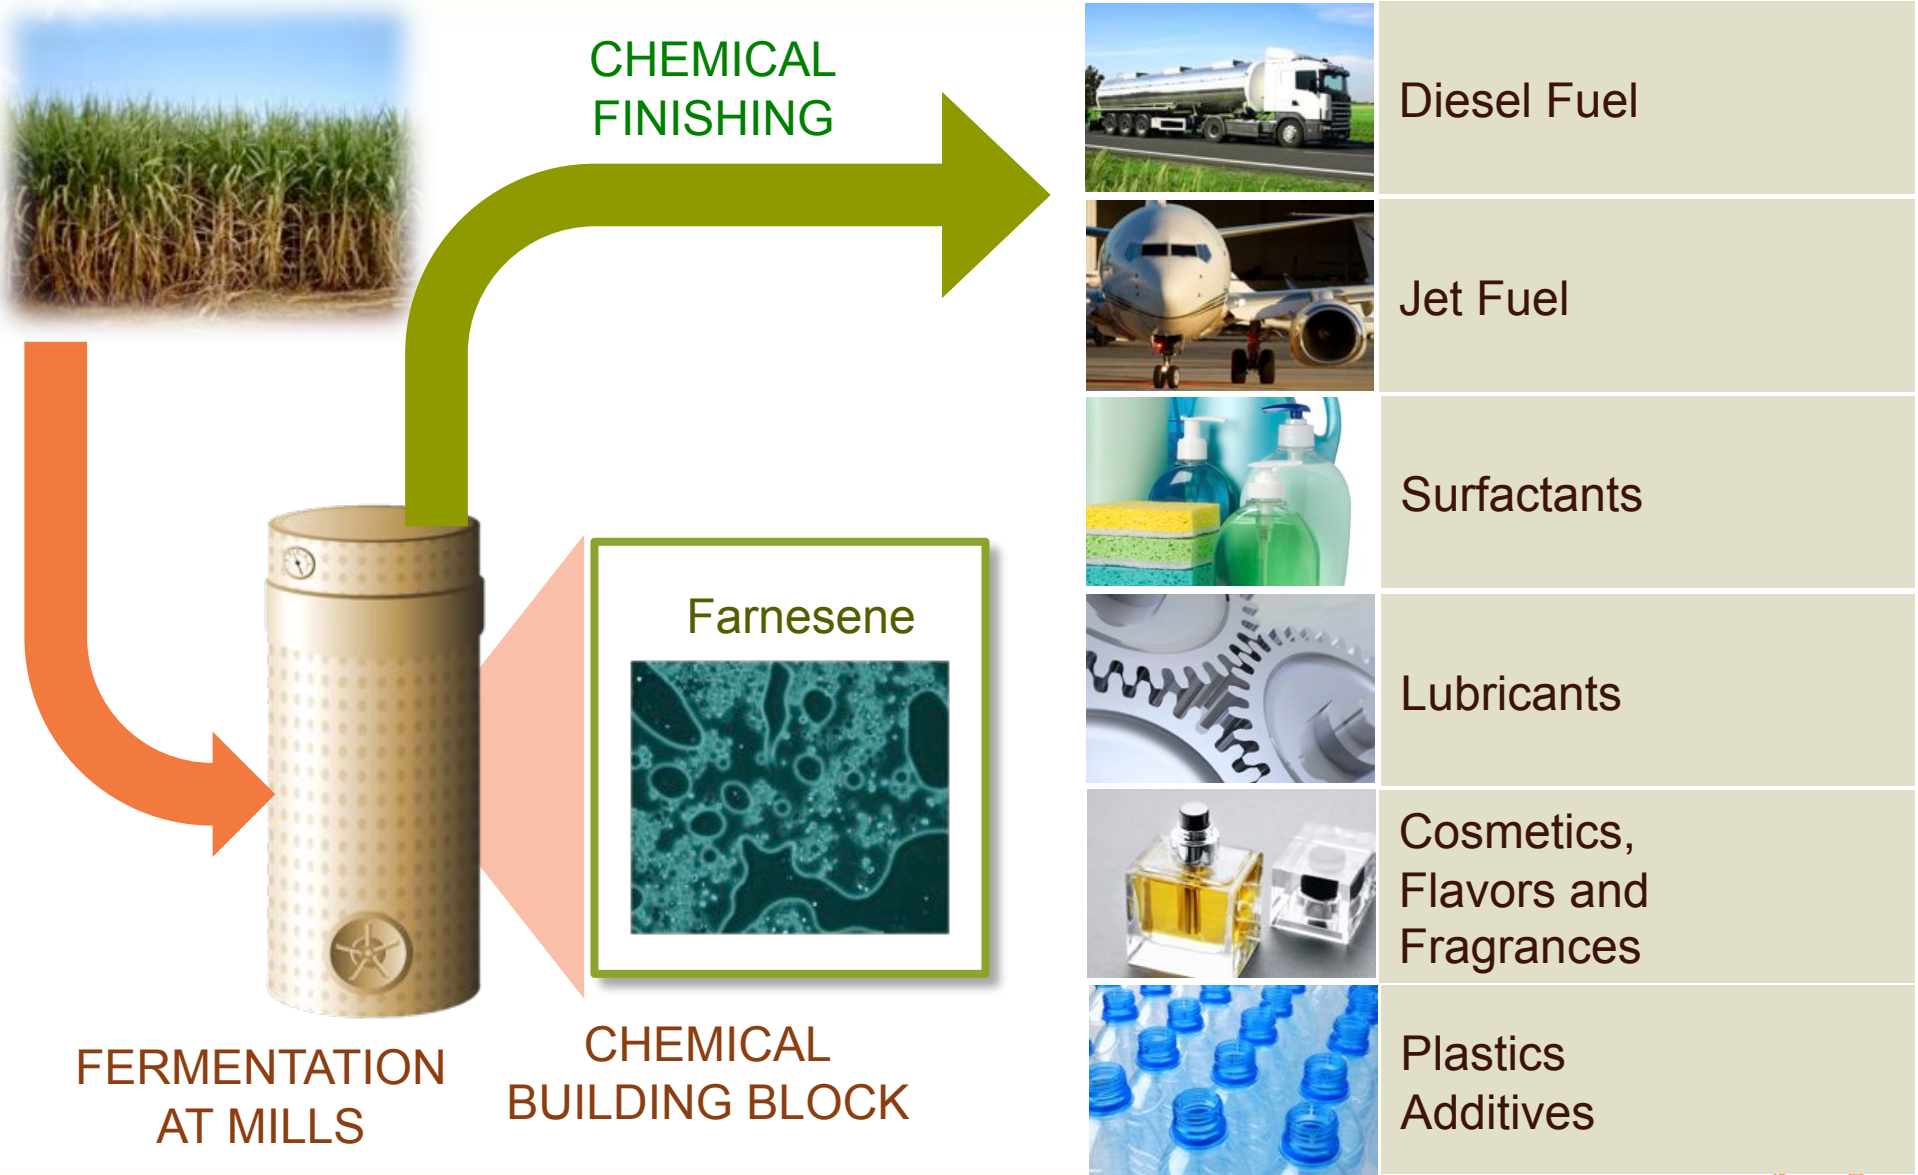 CHEMICAL
FINISHING
Diesel Fuel
Jet Fuel
Surfactants
Farnesene
Lubricants
Cosmetics,
Flavors and
Fragrances
CHEMICAL
BUILDING BLOCK
FERMENTATION
AT MILLS
Plastics
Additives